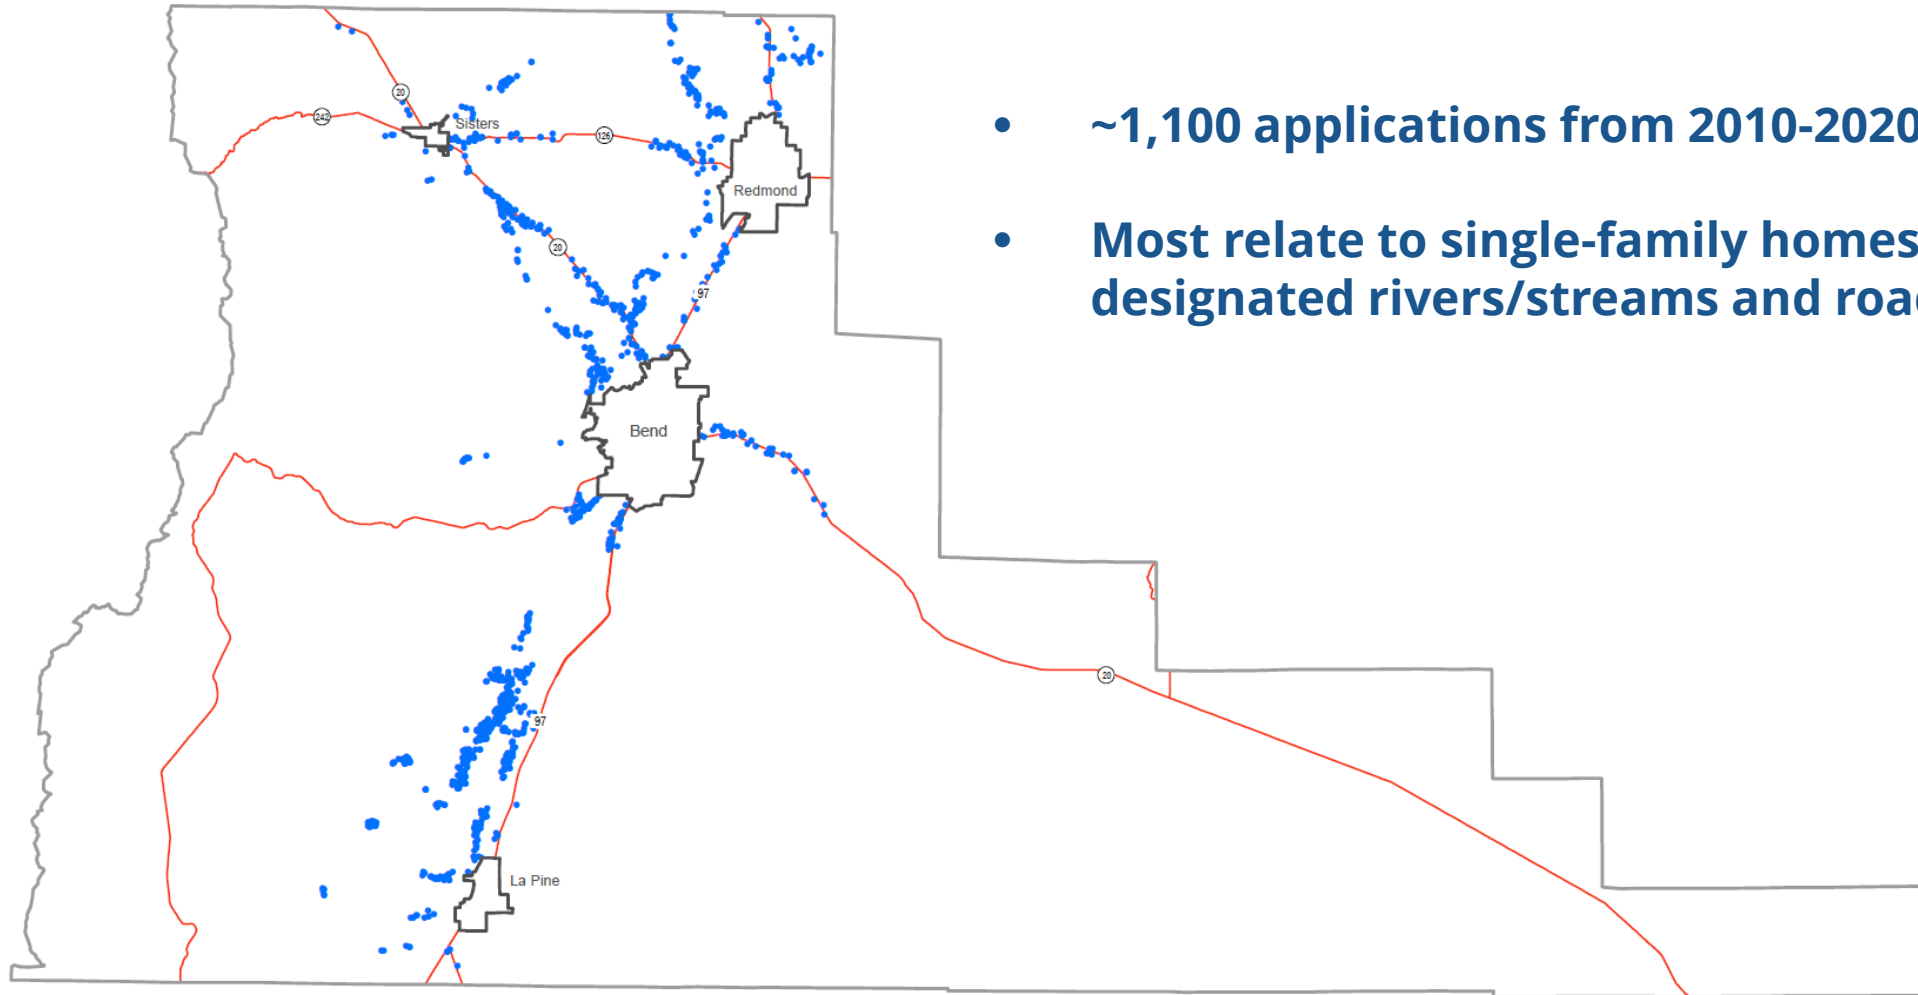 • ~1,100 applications from 2010-2020
• Most relate to single-family homes
designated rivers/streams and
20
242
Sisters
126
Redmond
20
97
Bend
20
97
La Pine